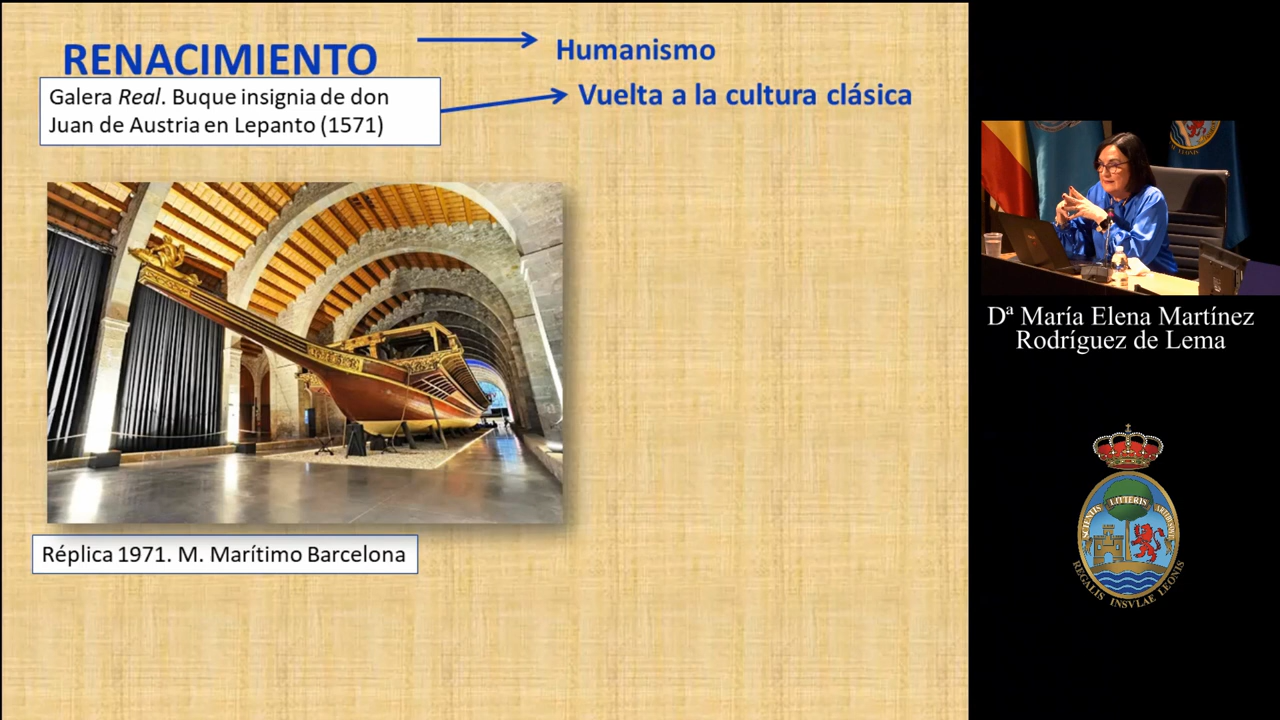 RENACIMIENTO
Humanismo
Galera Real. Buque insignia de don
Juan de Austria en Lepanto (1571)
Vuelta a la cultura clásica
Réplica 1971. M. Marítimo Barcelona
Dª María Elena Martínez
Rodríguez de Lema
LITTERIS
REGALIS INSVLAE LEONIS